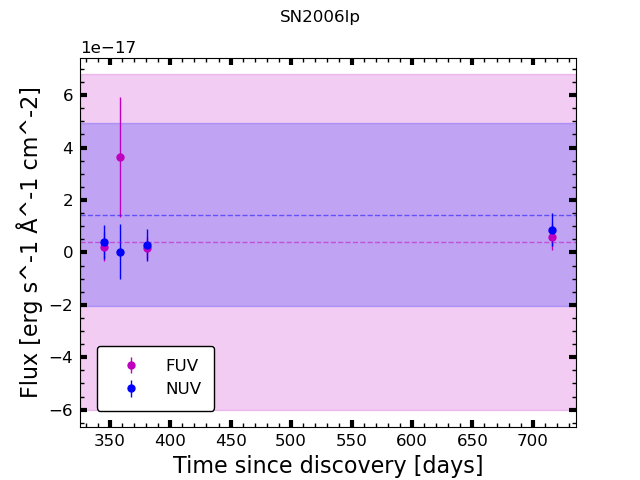 SN2006lp
1e−17
6
4
2
0
−2
−4
−6
Flux [erg s^-1 Å^-1 cm^-2]
FUV
NUV
350 400 450 500 550 600 650 700
Time since discovery [days]